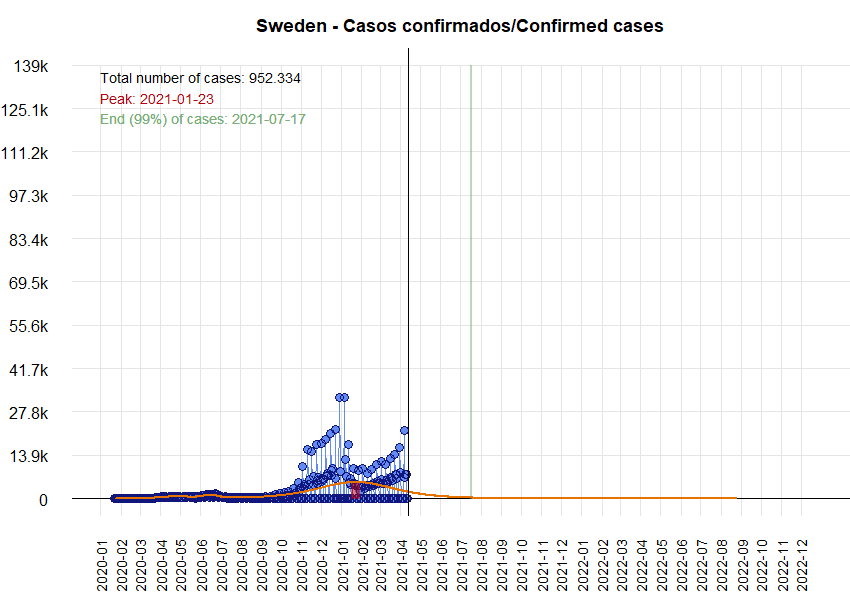 Sweden - Casos confirmados/Confirmed cases
Total number of cases: 952.334
Peak: 2021-01-23
End (99%) of cases: 2021-07-17
139k
125.1k
111.2k
97.3k
83.4k
69.5k
55.6k
41.7k
27.8k
13.9k
0
2020-01
2020-02
2020-03
2020-04
2020-05
2020-06
2020-07
2020-08
2020-09
2020-10
2020-11
2020-12
2021-01
2021-02
2021-03
2021-04
2021-05
2021-06
2021-07
2021-08
2021-09
2021-10
2021-11
2021-12
2022-01
2022-02
2022-03
2022-04
2022-05
2022-06
2022-07
2022-08
2022-09
2022-10
2022-11
2022-12